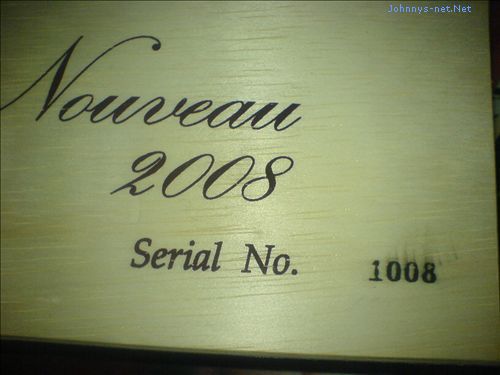 Johnnys-net.Net
Nouveau
2008
Serial No. 1008